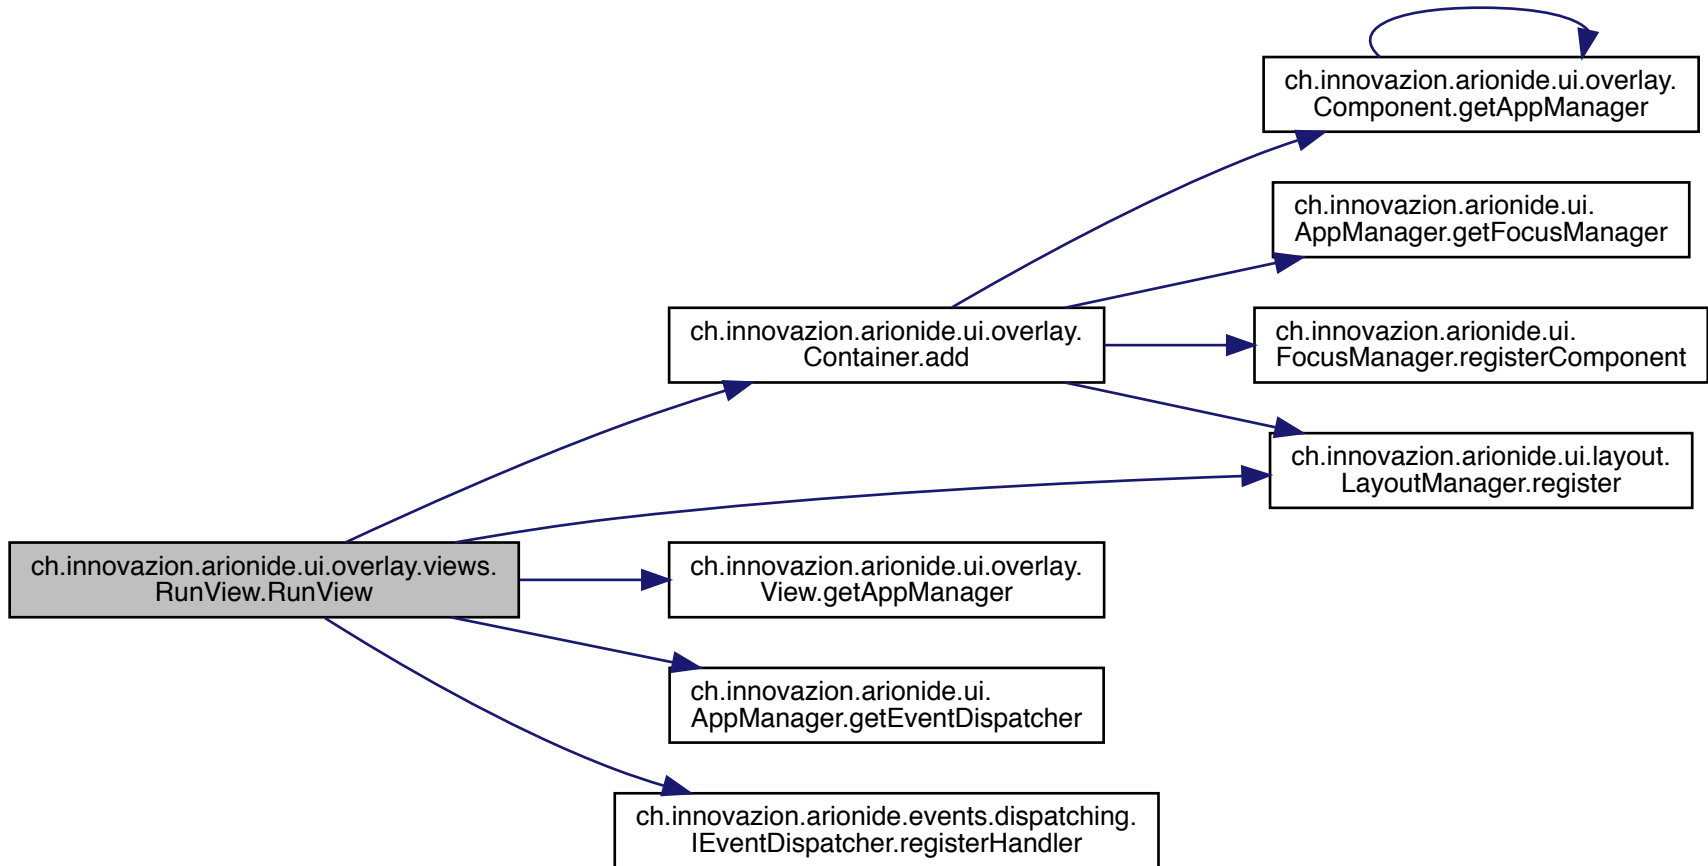 ch.innovazion.arionide.ui.overlay.
Component.getAppManager
ch.innovazion.arionide.ui.
AppManager.getFocusManager
ch.innovazion.arionide.ui.overlay.
Container.add
ch.innovazion.arionide.ui.
FocusManager.registerComponent
ch.innovazion.arionide.ui.layout.
LayoutManager.register
ch.innovazion.arionide.ui.overlay.views.
RunView.RunView
ch.innovazion.arionide.ui.overlay.
View.getAppManager
ch.innovazion.arionide.ui.
AppManager.getEventDispatcher
ch.innovazion.arionide.events.dispatching.
IEventDispatcher.registerHandler